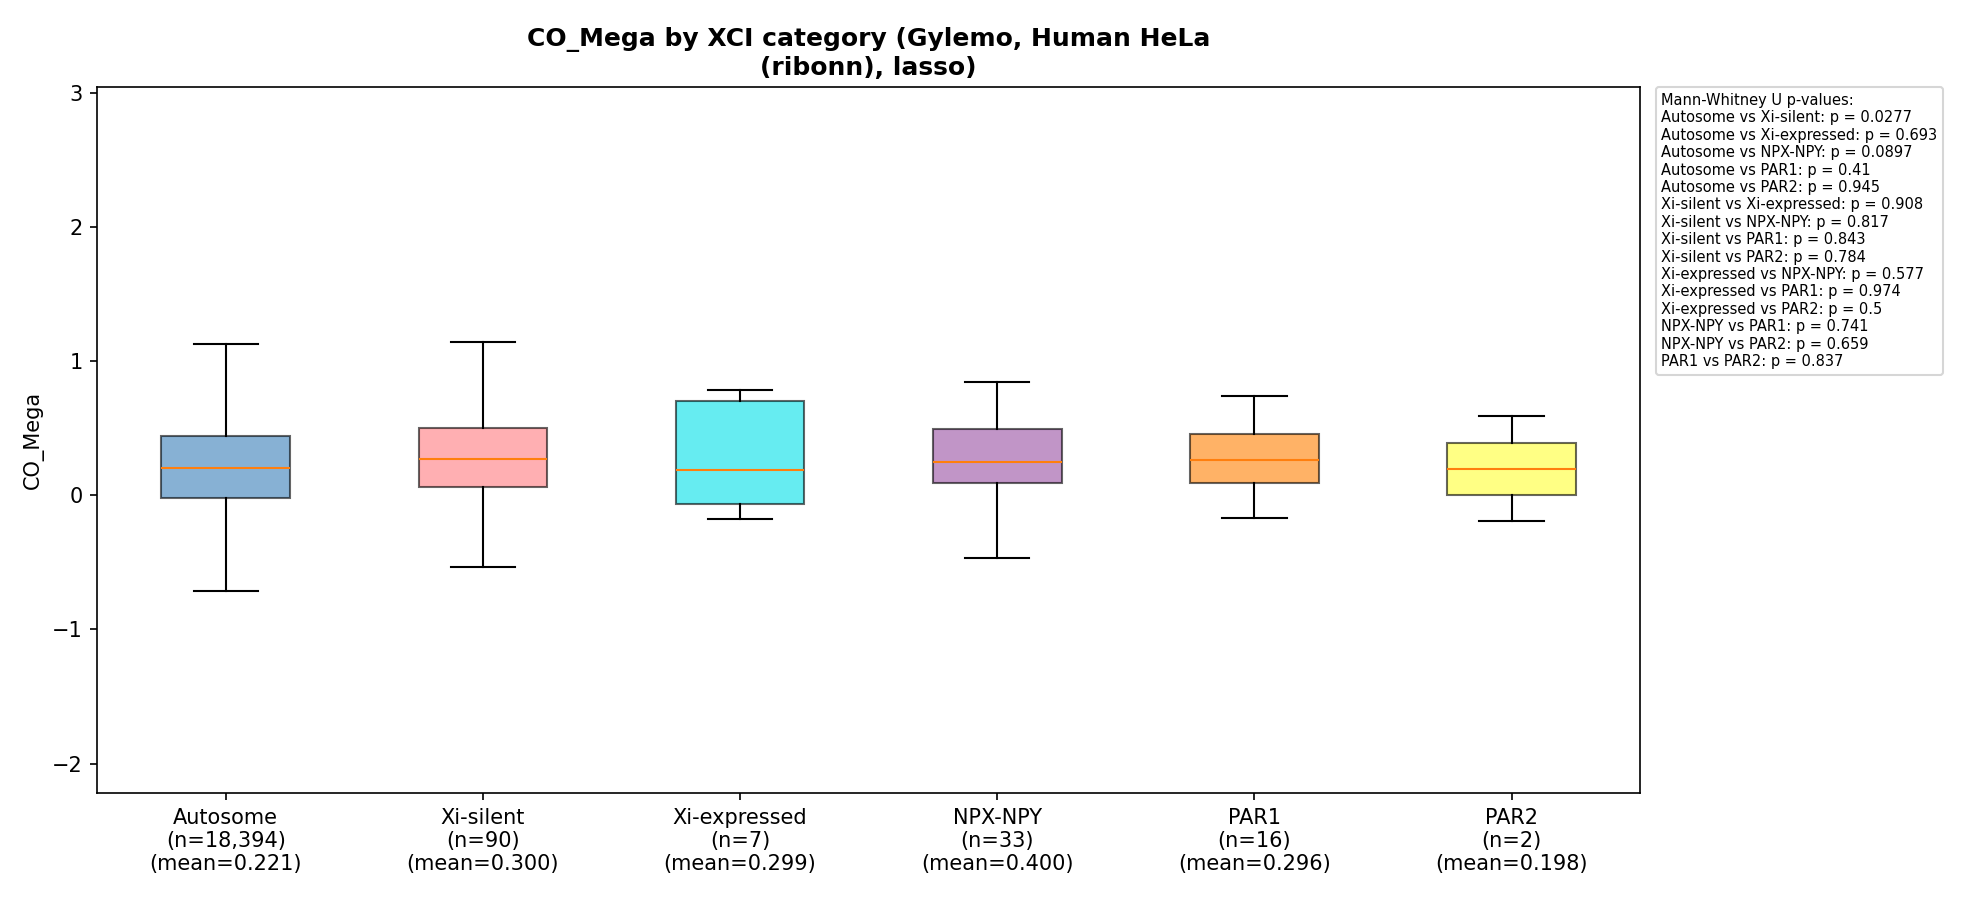 CO_Mega by XCI category (Gylemo, Human HeLa
(ribonn), lasso)
CO_Mega
3
2
1
0
−1
−2
Autosome
(n=18,394)
(mean=0.221)
Xi-silent
(n=90)
(mean=0.300)
Xi-expressed
(n=7)
(mean=0.299)
NPX-NPY
(n=33)
(mean=0.400)
PAR1
(n=16)
(mean=0.296)
PAR2
(n=2)
(mean=0.198)
Mann-Whitney U p-values:
Autosome vs Xi-silent: p = 0.0277
Autosome vs Xi-expressed: p = 0.693
Autosome vs NPX-NPY: p = 0.0897
Autosome vs PAR1: p = 0.41
Autosome vs PAR2: p = 0.945
Xi-silent vs Xi-expressed: p = 0.908
Xi-silent vs NPX-NPY: p = 0.817
Xi-silent vs PAR1: p = 0.843
Xi-silent vs PAR2: p = 0.784
Xi-expressed vs NPX-NPY: p = 0.577
Xi-expressed vs PAR1: p = 0.974
Xi-expressed vs PAR2: p = 0.5
NPX-NPY vs PAR1: p = 0.741
NPX-NPY vs PAR2: p = 0.659
PAR1 vs PAR2: p = 0.837